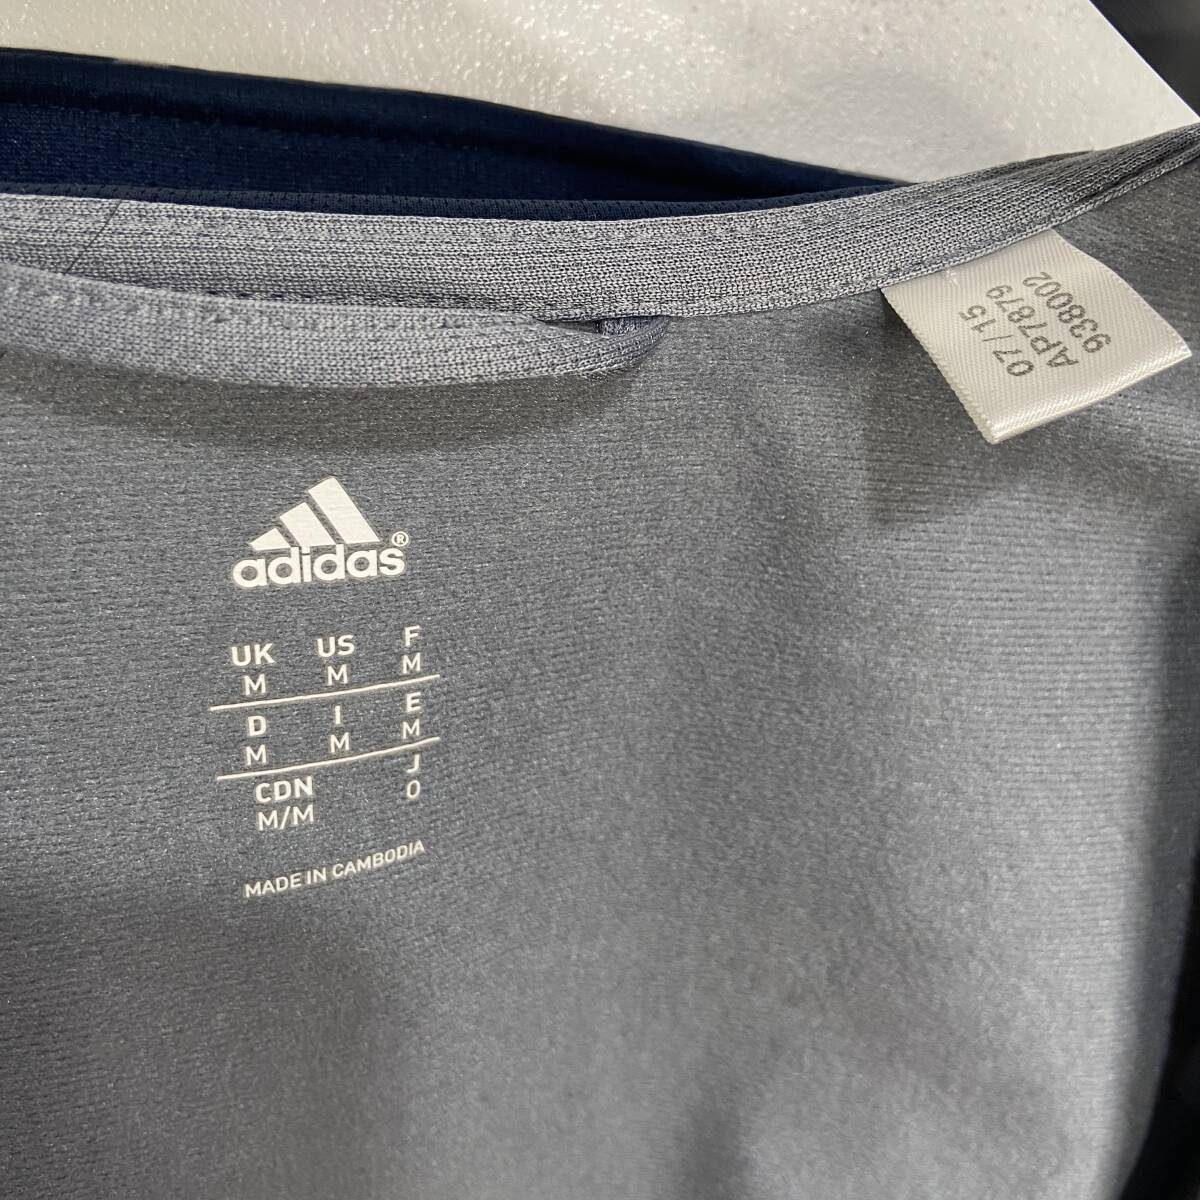 07/15
AP7879
938002
adidas®
UK US F
M M M
D I E
M M M
CDN J
M/M O
MADE IN CAMBODIA